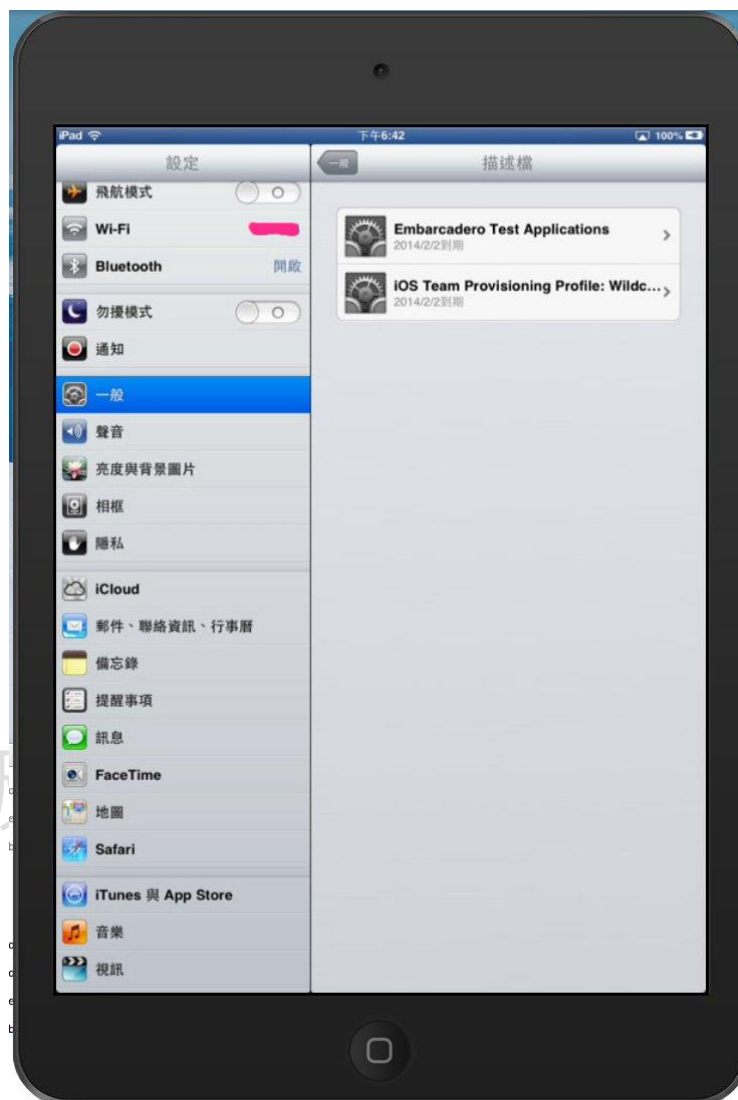 iPad
下午6:42
100%
設定
一般
描述檔
飛航模式
Wi-Fi
Bluetooth
開啟
勿擾模式
通知
一般
聲音
亮度與背景圖片
相框
隱私
iCloud
郵件、聯絡資訊、行事曆
備忘錄
提醒事項
訊息
FaceTime
地圖
Safari
iTunes 與 App Store
音樂
視訊
Embarcadero Test Applications
2014/2/2到期
iOS Team Provisioning Profile: Wildc...
2014/2/2到期